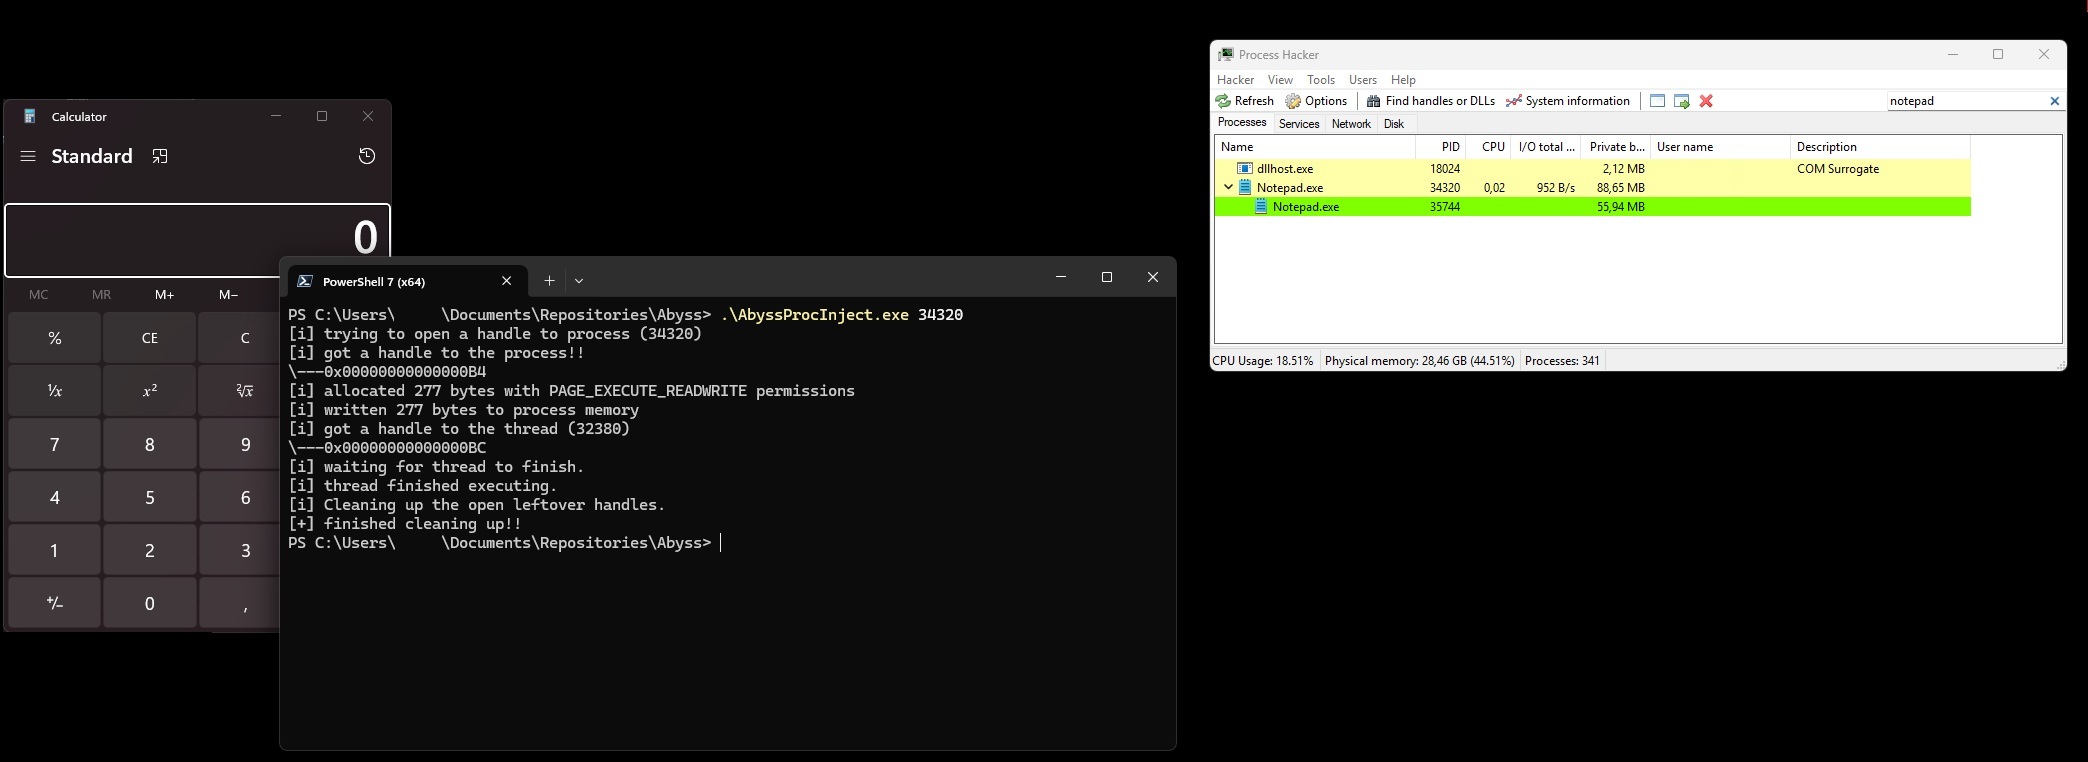 Calculator
Standard
0
MC MR M+ M−
% CE C
⅟x x² ²√x
7 8 9
4 5 6
1 2 3
+/− 0 ,
PowerShell 7 (x64)
PS C:\Users\     \Documents\Repositories\Abyss> .\AbyssProcInject.exe 34320
[i] trying to open a handle to process (34320)
[i] got a handle to the process!!
\---0x00000000000000B4
[i] allocated 277 bytes with PAGE_EXECUTE_READWRITE permissions
[i] written 277 bytes to process memory
[i] got a handle to the thread (32380)
\---0x00000000000000BC
[i] waiting for thread to finish.
[i] thread finished executing.
[i] Cleaning up the open leftover handles.
[+] finished cleaning up!!
PS C:\Users\     \Documents\Repositories\Abyss>
Process Hacker
Hacker View Tools Users Help
Refresh Options Find handles or DLLs System information notepad
Processes Services Network Disk
Name PID CPU I/O total ... Private b... User name Description
dllhost.exe 18024 2,12 MB COM Surrogate
Notepad.exe 34320 0,02 952 B/s 88,65 MB
Notepad.exe 35744 55,94 MB
CPU Usage: 18.51% Physical memory: 28,46 GB (44.51%) Processes: 341